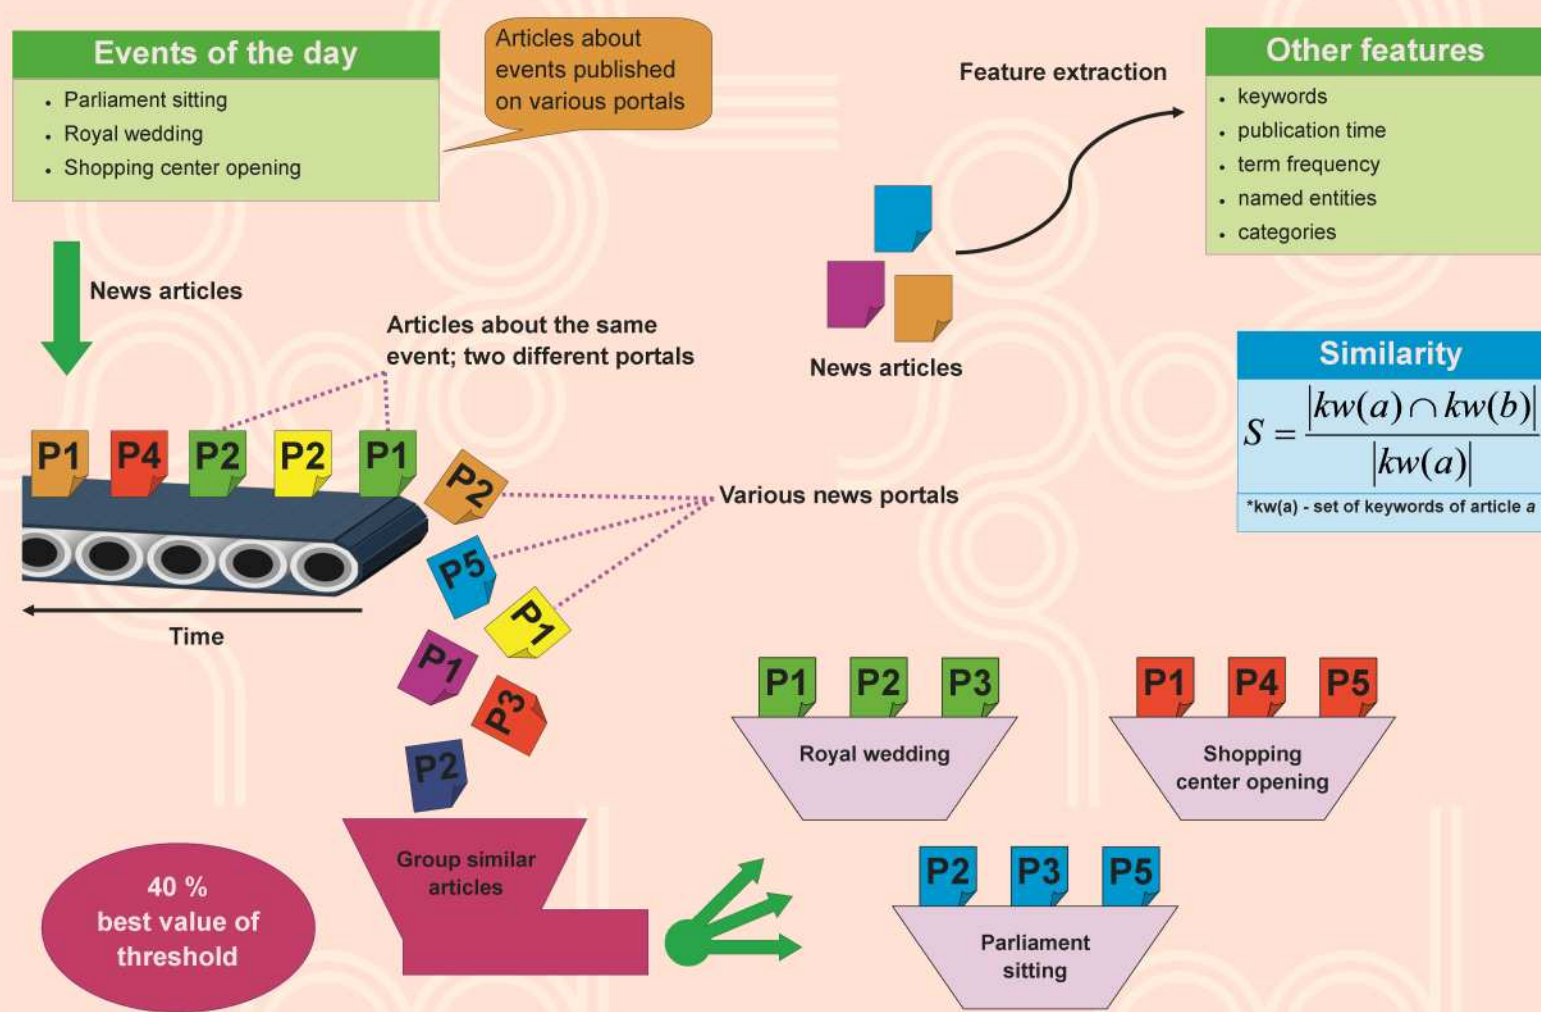 Events of the day
• Parliament sitting
• Royal wedding
• Shopping center opening
Articles about
events published
on various portals
Feature extraction
Other features
• keywords
• publication time
• term frequency
• named entities
• categories
News articles
News articles
Articles about the same
event; two different portals
Similarity
S = |kw(a) ∩ kw(b)| / |kw(a)|
*kw(a) - set of keywords of article a
P1 P4 P2 P2 P1
P2
Various news portals
P5
P1
Time
P1
P3
P2
P1 P2 P3
Royal wedding
P1 P4 P5
Shopping
center opening
Group similar
articles
40 %
best value of
threshold
P2 P3 P5
Parliament
sitting